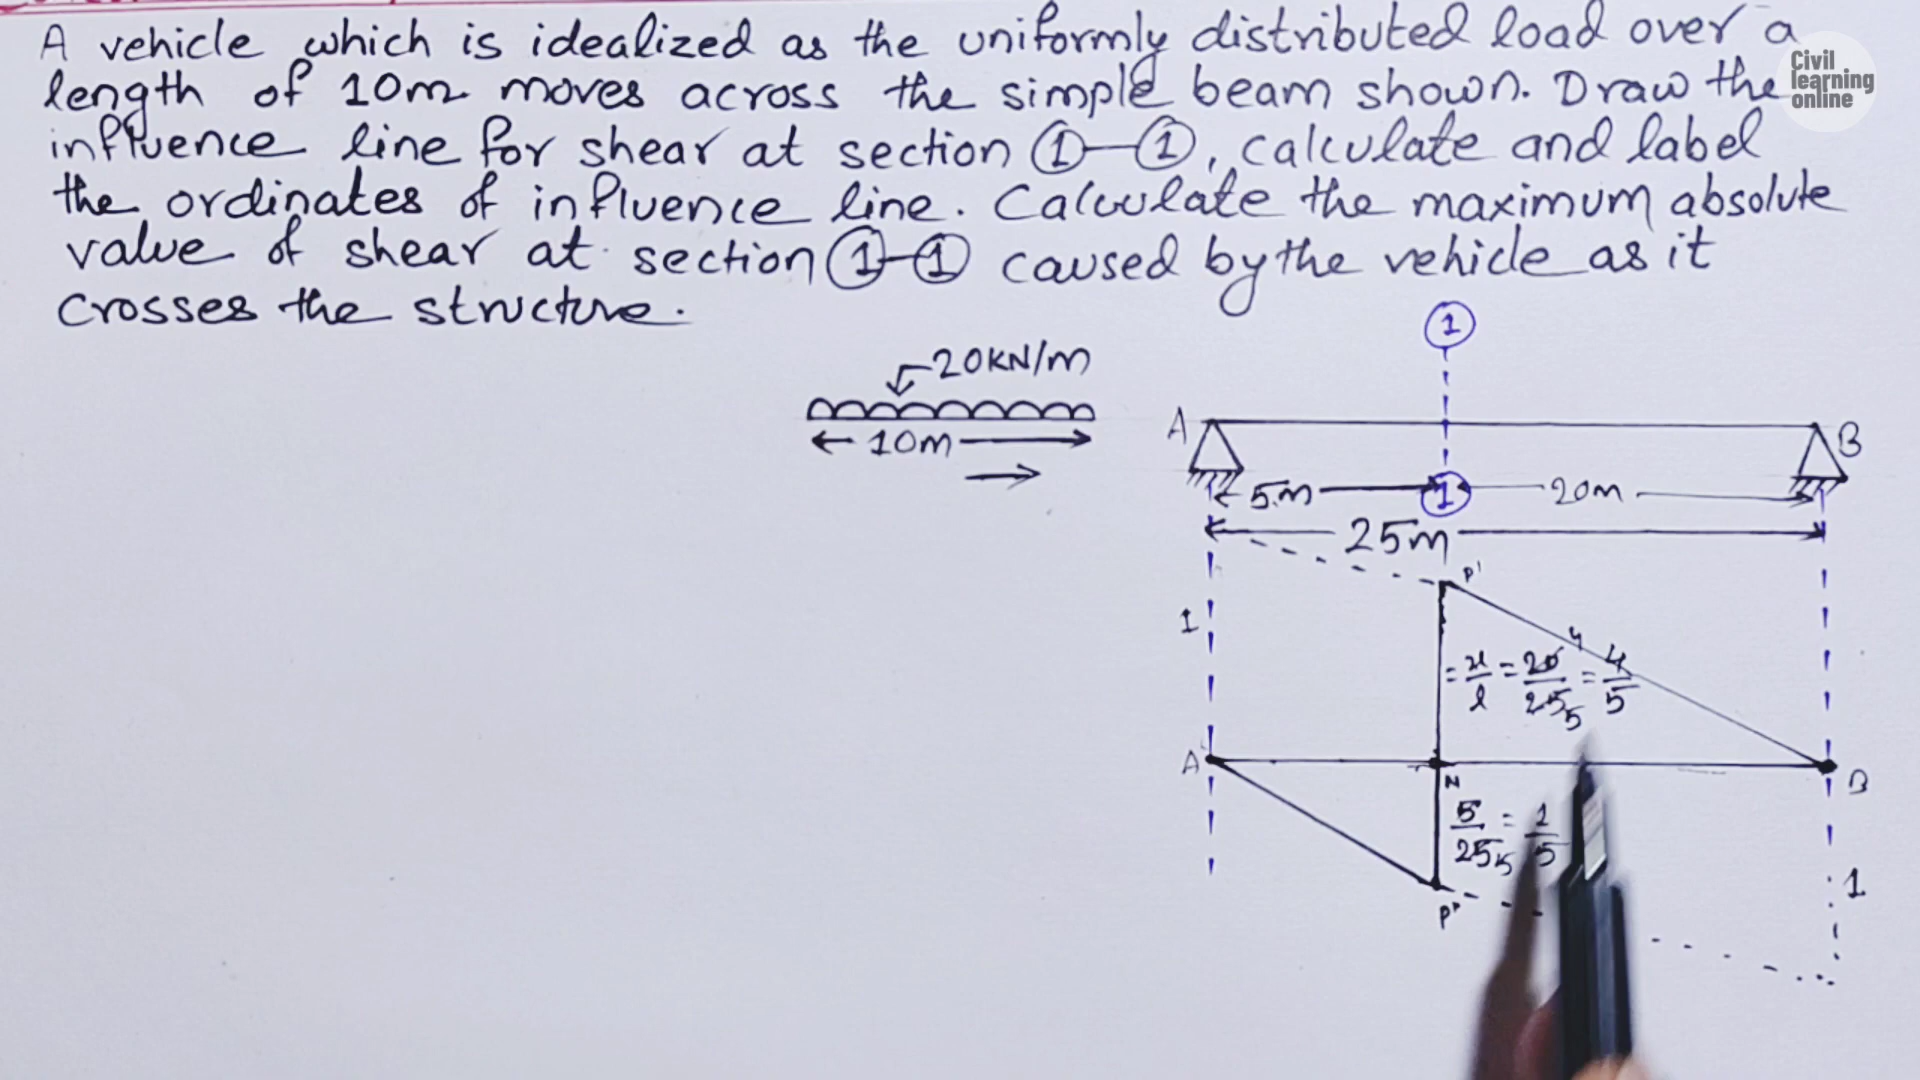 A vehicle which is idealized as the uniformly distributed load over a
length of 10m moves across the simple beam shown. Draw the
influence line for shear at section ①—①, calculate and label
the ordinates of influence line. Calculate the maximum absolute
value of shear at section ①-① caused by the vehicle as it
crosses the structure.
Civil
learning
online
①
20KN/m
10m
A
B
5m
①
20m
25m
P'
1
= x/l = 20/25 = 4/5
4
5
A
N
B
5/25 = 1/5
5
1
P"